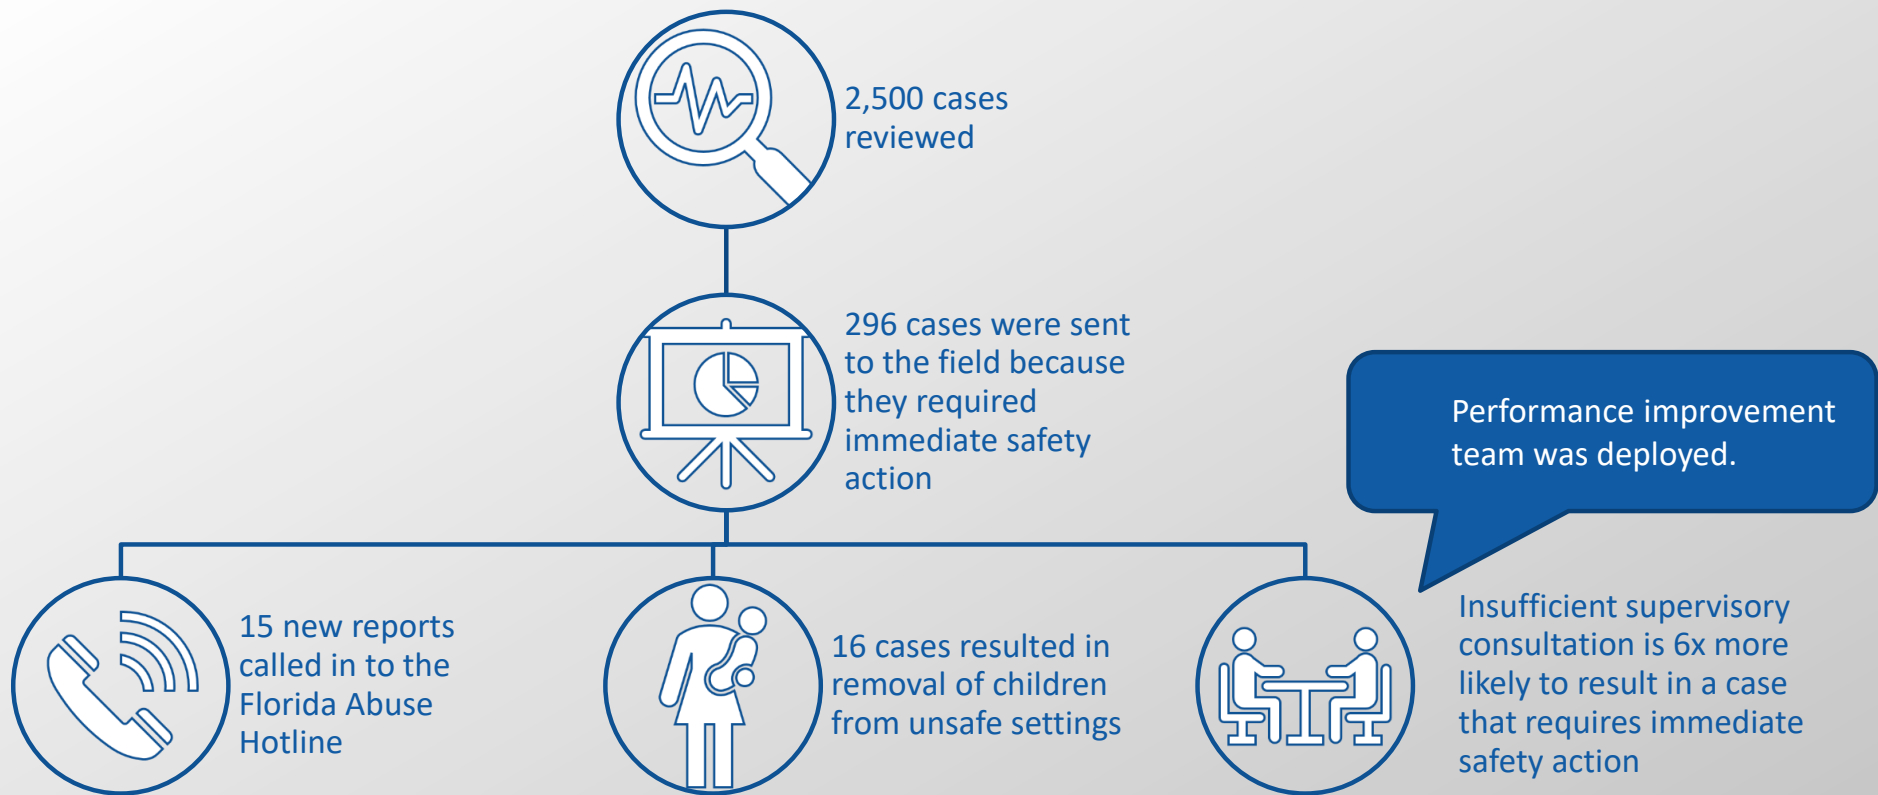 2,500 cases
reviewed
296 cases were sent
to the field because
they required
immediate safety
action
Performance improvement
team was deployed.
15 new reports
called in to the
Florida Abuse
Hotline
16 cases resulted in
removal of children
from unsafe settings
Insufficient supervisory
consultation is 6x more
likely to result in a case
that requires immediate
safety action